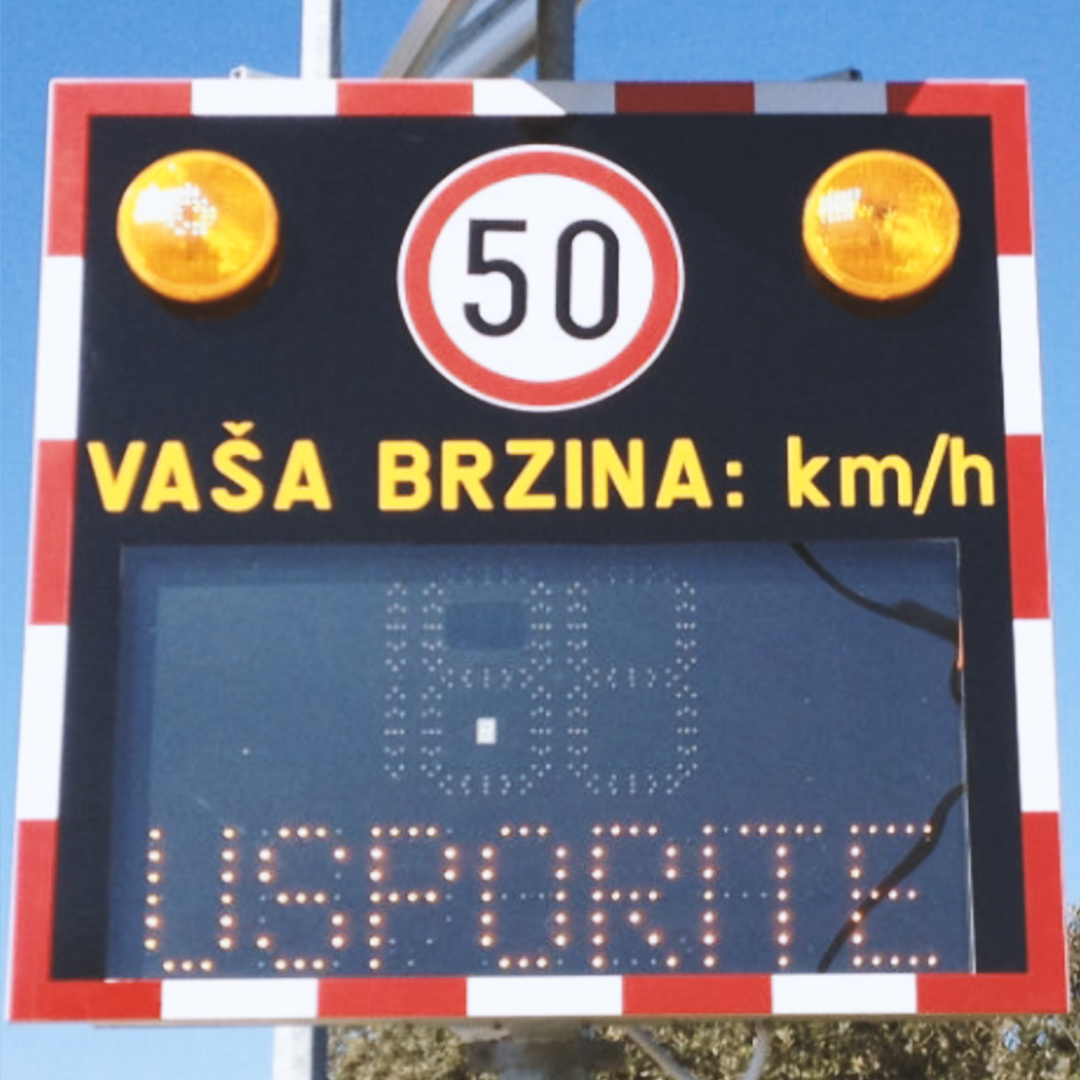 50
VAŠA BRZINA: km/h
USPORITE